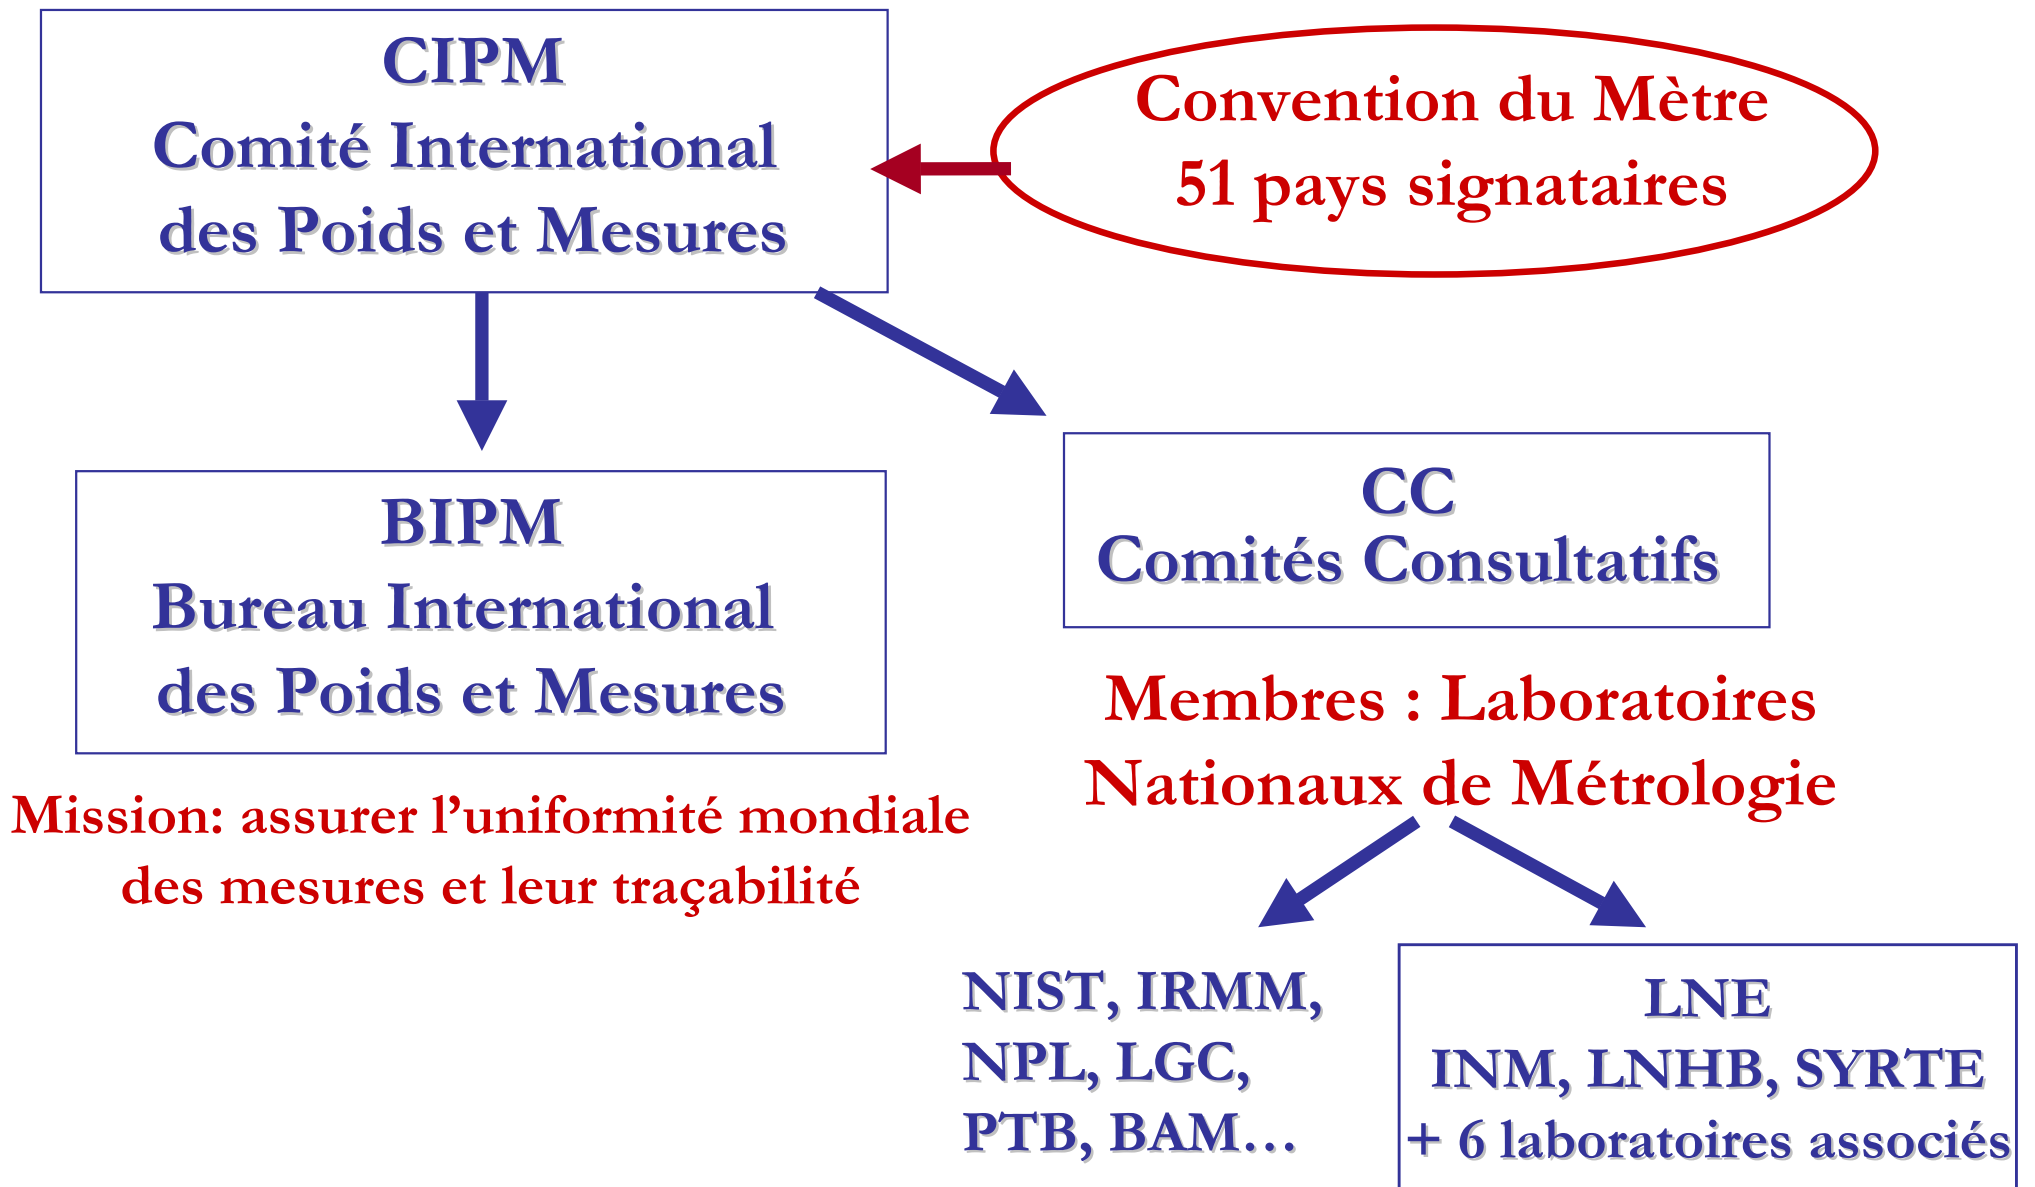 CIPM
Comité International
des Poids et Mesures
Convention du Mètre
51 pays signataires
BIPM
Bureau International
des Poids et Mesures
Mission: assurer l’uniformité mondiale
des mesures et leur traçabilité
CC
Comités Consultatifs
Membres : Laboratoires
Nationaux de Métrologie
NIST, IRMM,
NPL, LGC,
PTB, BAM…
LNE
INM, LNHB, SYRTE
+ 6 laboratoires associés